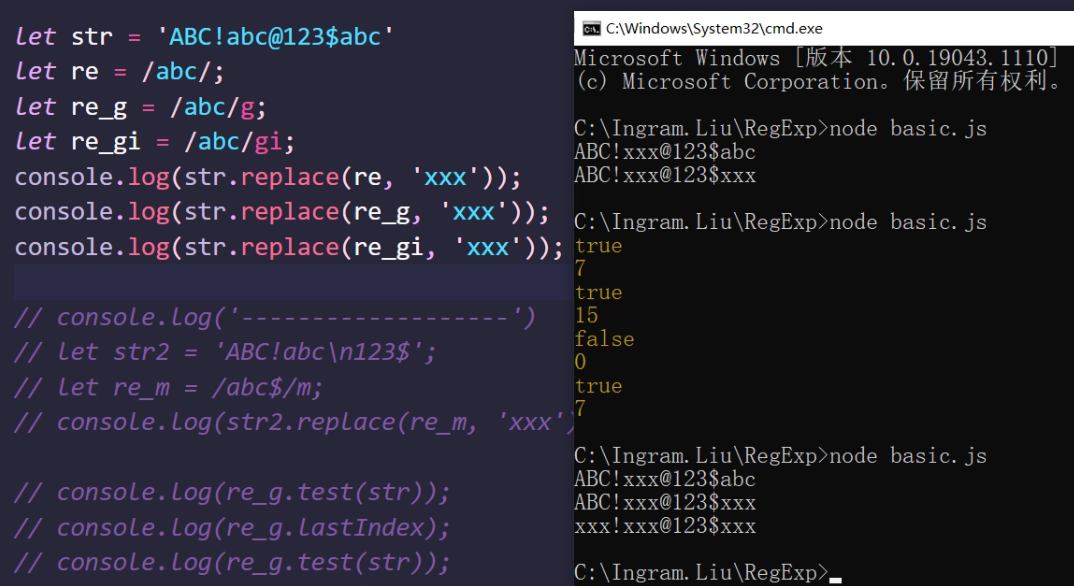 let str = 'ABC!abc@123$abc'
let re = /abc/;
let re_g = /abc/g;
let re_gi = /abc/gi;
console.log(str.replace(re, 'xxx'));
console.log(str.replace(re_g, 'xxx'));
console.log(str.replace(re_gi, 'xxx'));
// console.log('-------------------')
// let str2 = 'ABC!abc\n123$';
// let re_m = /abc$/m;
// console.log(str2.replace(re_m, 'xxx')
// console.log(re_g.test(str));
// console.log(re_g.lastIndex);
// console.log(re_g.test(str));
C:\Windows\System32\cmd.exe
Microsoft Windows [版本 10.0.19043.1110]
(c) Microsoft Corporation。保留所有权利。
C:\Ingram.Liu\RegExp>node basic.js
ABC!xxx@123$abc
ABC!xxx@123$xxx
C:\Ingram.Liu\RegExp>node basic.js
true
7
true
15
false
0
true
7
C:\Ingram.Liu\RegExp>node basic.js
ABC!xxx@123$abc
ABC!xxx@123$xxx
xxx!xxx@123$xxx
C:\Ingram.Liu\RegExp>